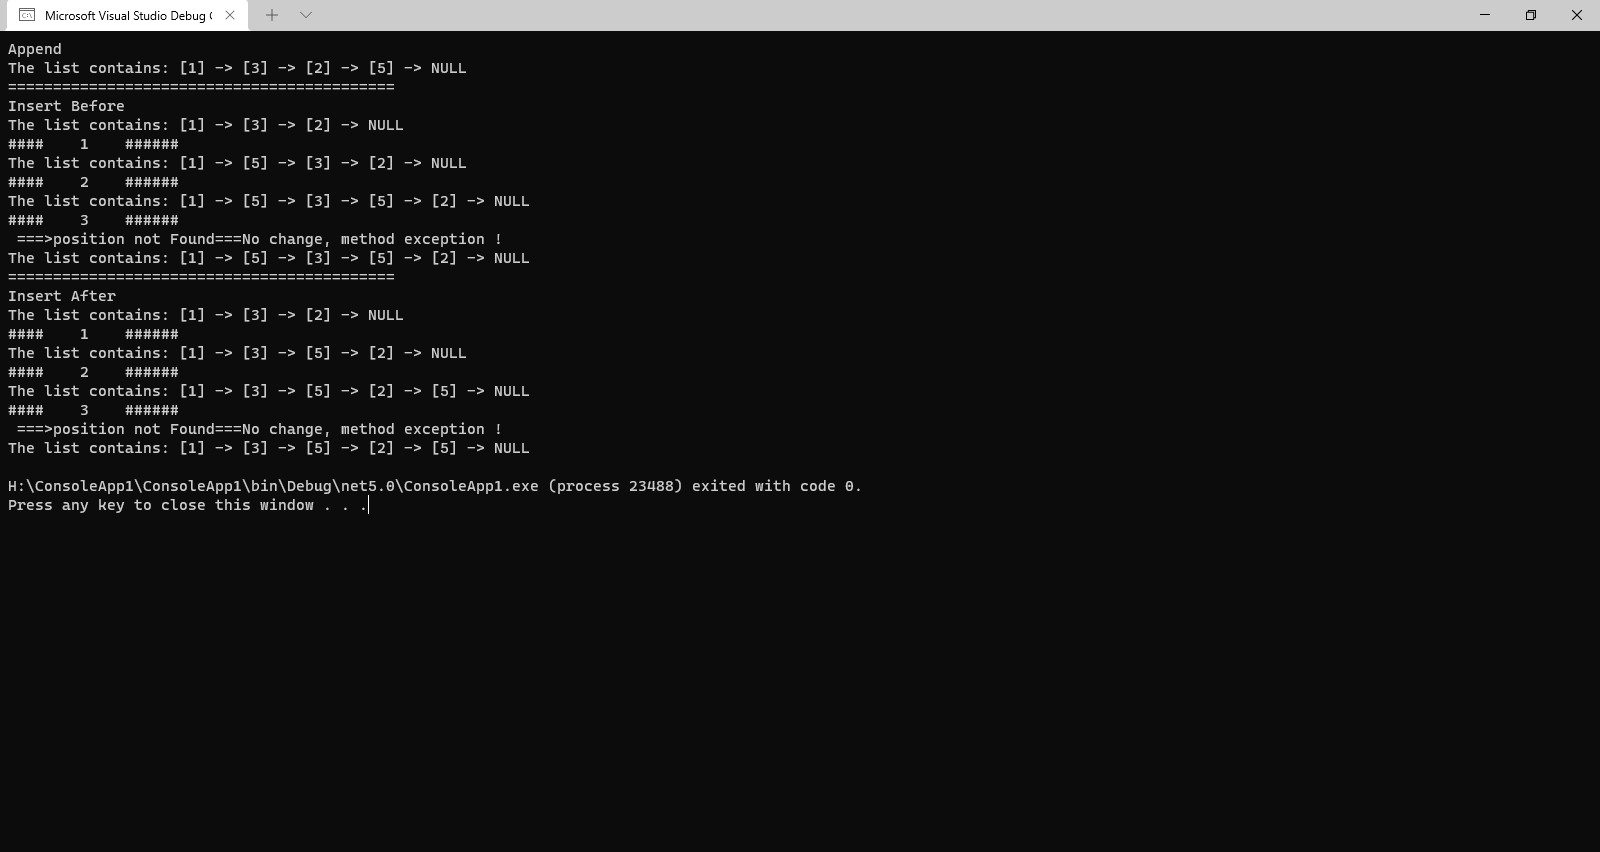 Microsoft Visual Studio Debug
Append
The list contains: [1] -> [3] -> [2] -> [5] -> NULL
===========================================
Insert Before
The list contains: [1] -> [3] -> [2] -> NULL
####    1    ######
The list contains: [1] -> [5] -> [3] -> [2] -> NULL
####    2    ######
The list contains: [1] -> [5] -> [3] -> [5] -> [2] -> NULL
####    3    ######
 ===>position not Found===No change, method exception !
The list contains: [1] -> [5] -> [3] -> [5] -> [2] -> NULL
===========================================
Insert After
The list contains: [1] -> [3] -> [2] -> NULL
####    1    ######
The list contains: [1] -> [3] -> [5] -> [2] -> NULL
####    2    ######
The list contains: [1] -> [3] -> [5] -> [2] -> [5] -> NULL
####    3    ######
 ===>position not Found===No change, method exception !
The list contains: [1] -> [3] -> [5] -> [2] -> [5] -> NULL
H:\ConsoleApp1\ConsoleApp1\bin\Debug\net5.0\ConsoleApp1.exe (process 23488) exited with code 0.
Press any key to close this window . . .